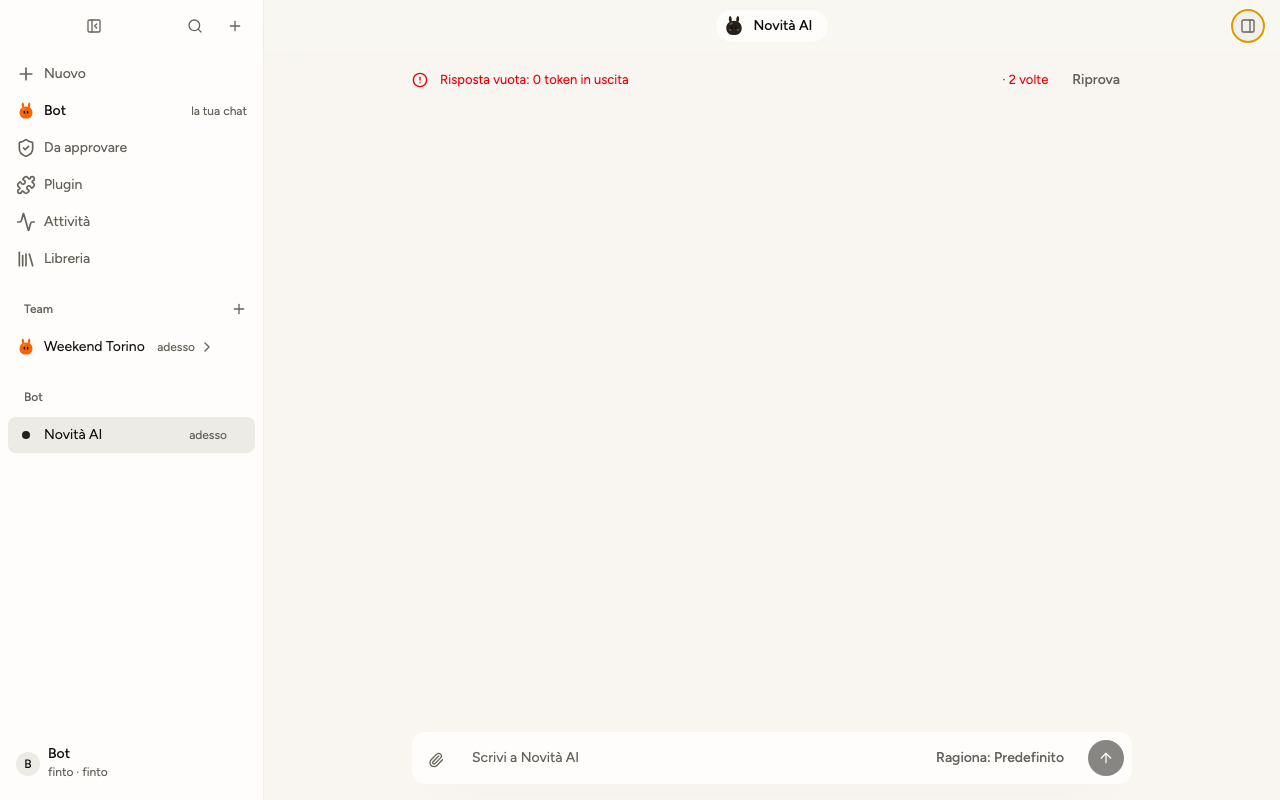 Novità AI
Nuovo
Bot
la tua chat
Da approvare
Plugin
Attività
Libreria
Team
Weekend Torino
adesso
Bot
Novità AI
adesso
Risposta vuota: 0 token in uscita
· 2 volte
Riprova
Scrivi a Novità AI
Ragiona: Predefinito
B
Bot
finto · finto